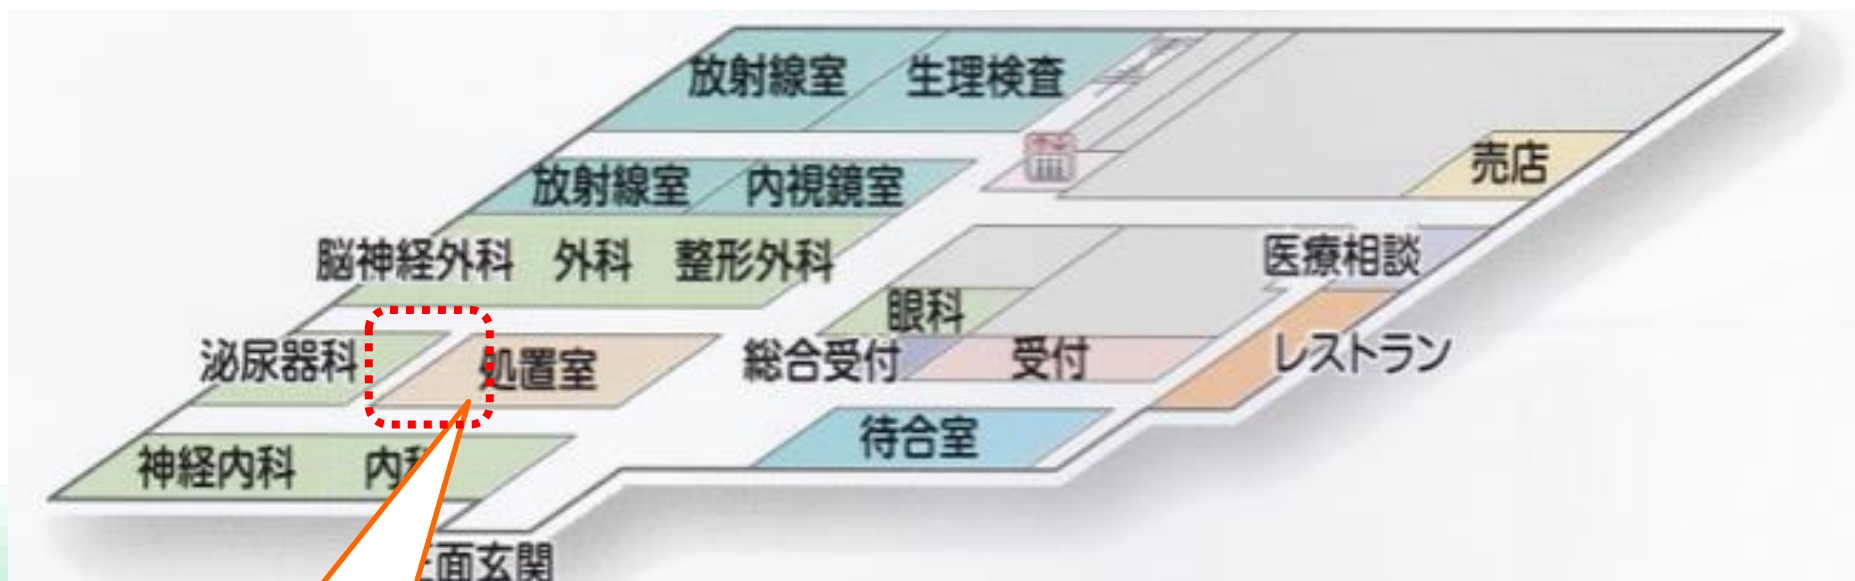 放射線室 生理検査
売店
放射線室 内視鏡室
脳神経外科 外科 整形外科 医療相談
眼科
泌尿器科 処置室 総合受付 受付 レストラン
待合室
神経内科 内科
正面玄関